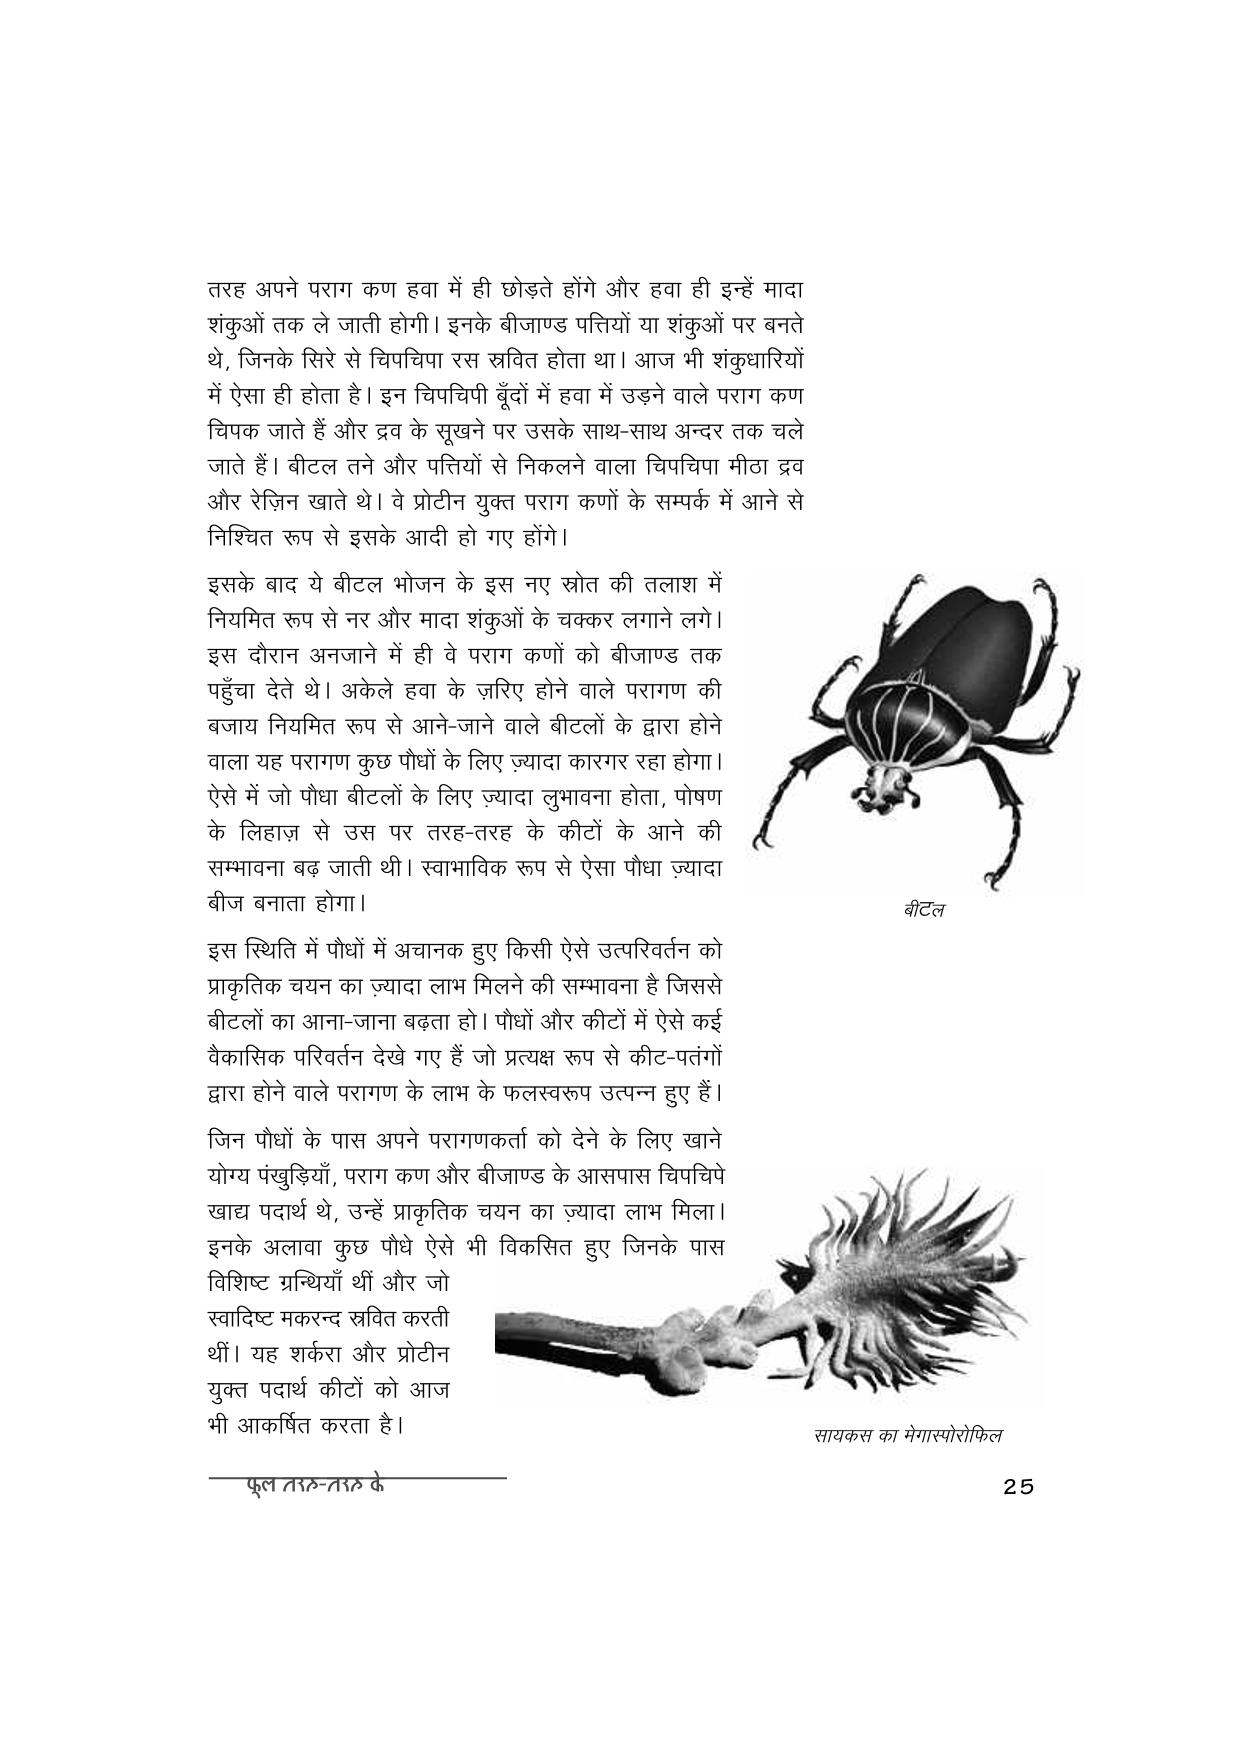 तरह अपने पराग कण हवा में ही छोड़ते होंगे और हवा ही इन्हें मादा
शंकुओं तक ले जाती होगी। इनके बीजाण्ड पत्तियों या शंकुओं पर बनते
थे, जिनके सिरे से चिपचिपा रस स्रवित होता था। आज भी शंकुधारियों
में ऐसा ही होता है। इन चिपचिपी बूँदों में हवा में उड़ने वाले पराग कण
चिपक जाते हैं और द्रव के सूखने पर उसके साथ-साथ अन्दर तक चले
जाते हैं। बीटल तने और पत्तियों से निकलने वाला चिपचिपा मीठा द्रव
और रेज़िन खाते थे। वे प्रोटीन युक्त पराग कणों के सम्पर्क में आने से
निश्चित रूप से इसके आदी हो गए होंगे।
इसके बाद ये बीटल भोजन के इस नए स्रोत की तलाश में
नियमित रूप से नर और मादा शंकुओं के चक्कर लगाने लगे।
इस दौरान अनजाने में ही वे पराग कणों को बीजाण्ड तक
पहुँचा देते थे। अकेले हवा के ज़रिए होने वाले परागण की
बजाय नियमित रूप से आने-जाने वाले बीटलों के द्वारा होने
वाला यह परागण कुछ पौधों के लिए ज़्यादा कारगर रहा होगा।
ऐसे में जो पौधा बीटलों के लिए ज़्यादा लुभावना होता, पोषण
के लिहाज़ से उस पर तरह-तरह के कीटों के आने की
सम्भावना बढ़ जाती थी। स्वाभाविक रूप से ऐसा पौधा ज़्यादा
बीज बनाता होगा।
बीटल
इस स्थिति में पौधों में अचानक हुए किसी ऐसे उत्परिवर्तन को
प्राकृतिक चयन का ज़्यादा लाभ मिलने की सम्भावना है जिससे
बीटलों का आना-जाना बढ़ता हो। पौधों और कीटों में ऐसे कई
वैकासिक परिवर्तन देखे गए हैं जो प्रत्यक्ष रूप से कीट-पतंगों
द्वारा होने वाले परागण के लाभ के फलस्वरूप उत्पन्न हुए हैं।
जिन पौधों के पास अपने परागणकर्ता को देने के लिए खाने
योग्य पंखुड़ियाँ, पराग कण और बीजाण्ड के आसपास चिपचिपे
खाद्य पदार्थ थे, उन्हें प्राकृतिक चयन का ज़्यादा लाभ मिला।
इनके अलावा कुछ पौधे ऐसे भी विकसित हुए जिनके पास
विशिष्ट ग्रन्थियाँ थीं और जो
स्वादिष्ट मकरन्द स्रवित करती
थीं। यह शर्करा और प्रोटीन
युक्त पदार्थ कीटों को आज
भी आकर्षित करता है।
सायकस का मेगास्पोरोफिल
फूल तरह-तरह के
25